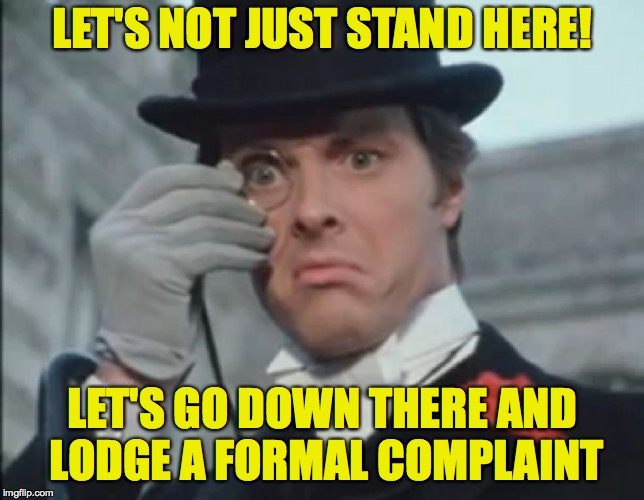 LET'S NOT JUST STAND HERE!
LET'S GO DOWN THERE AND
LODGE A FORMAL COMPLAINT
imgflip.com